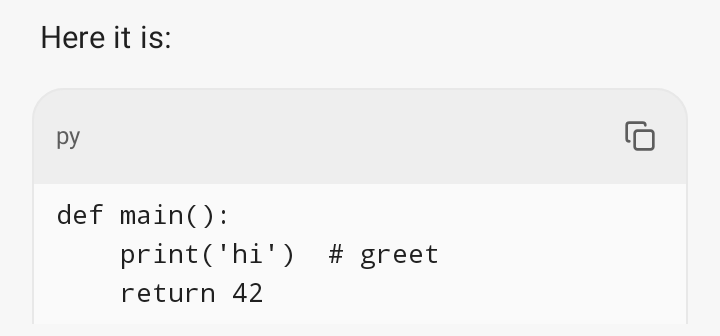 Here it is:
py
def main():
    print('hi')  # greet
    return 42